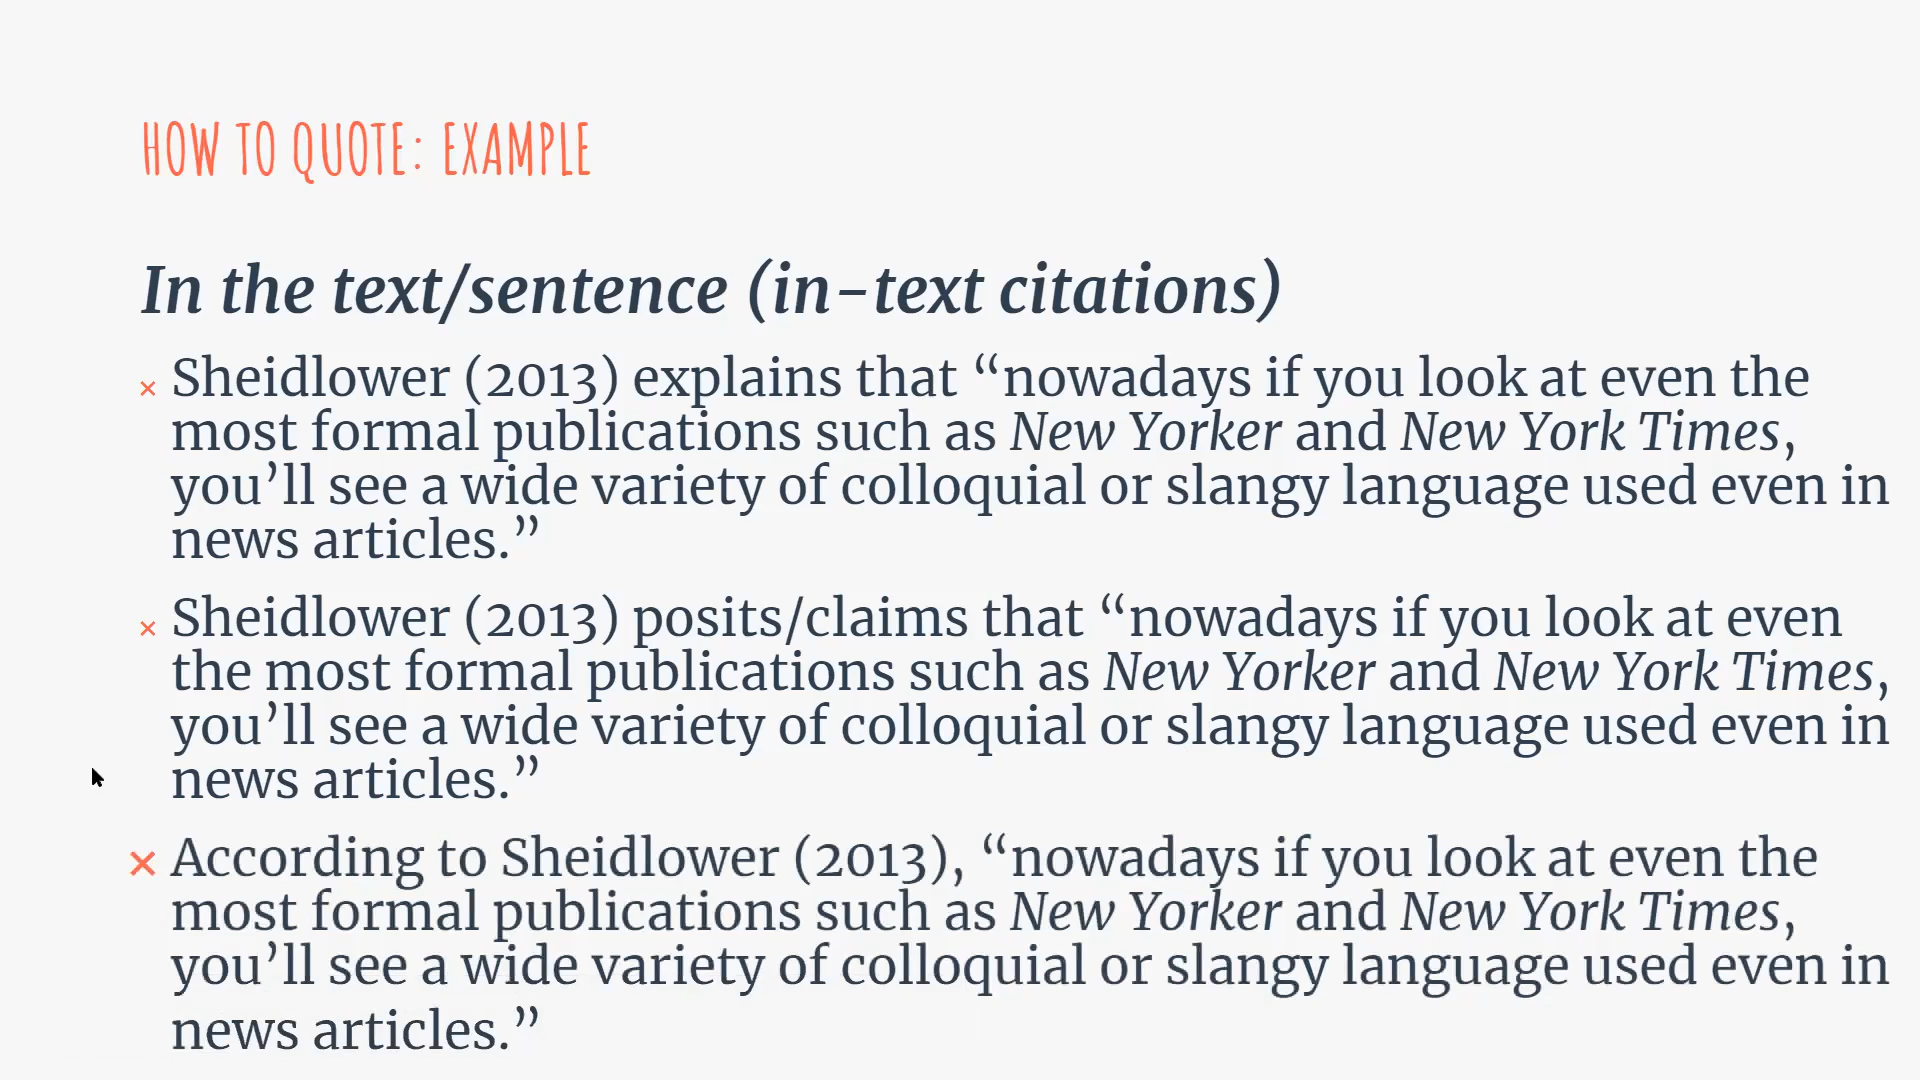 HOW TO QUOTE: EXAMPLE
In the text/sentence (in-text citations)
× Sheidlower (2013) explains that “nowadays if you look at even the
most formal publications such as New Yorker and New York Times,
you’ll see a wide variety of colloquial or slangy language used even in
news articles.”
× Sheidlower (2013) posits/claims that “nowadays if you look at even
the most formal publications such as New Yorker and New York Times,
you’ll see a wide variety of colloquial or slangy language used even in
news articles.”
× According to Sheidlower (2013), “nowadays if you look at even the
most formal publications such as New Yorker and New York Times,
you’ll see a wide variety of colloquial or slangy language used even in
news articles.”